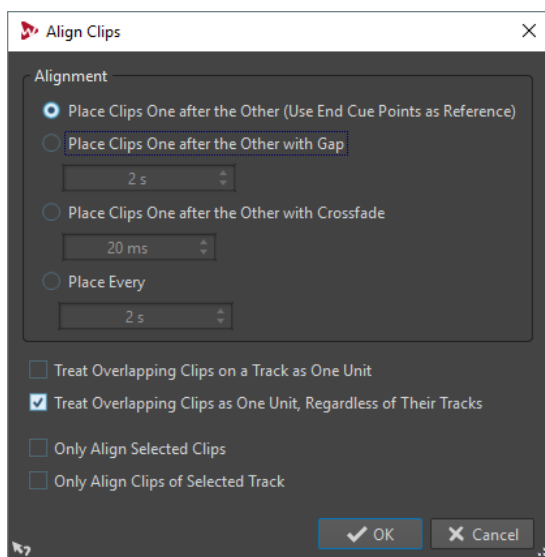 Align Clips
Alignment
Place Clips One after the Other (Use End Cue Points as Reference)
Place Clips One after the Other with Gap
2 s
Place Clips One after the Other with Crossfade
20 ms
Place Every
2 s
Treat Overlapping Clips on a Track as One Unit
Treat Overlapping Clips as One Unit, Regardless of Their Tracks
Only Align Selected Clips
Only Align Clips of Selected Track
OK
Cancel